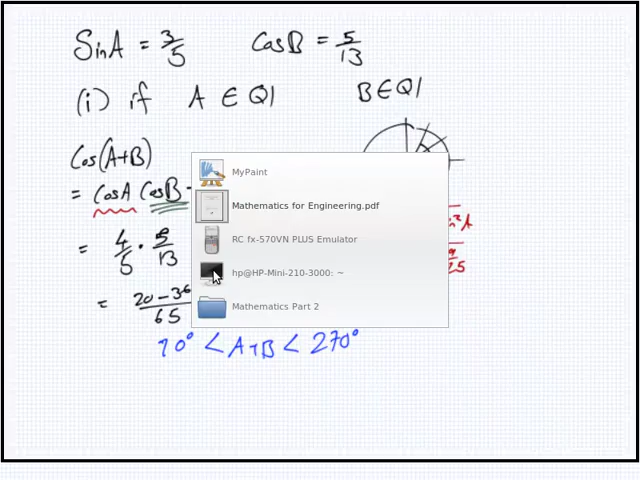 SinA = 3/5 CosB = 5/13
(i) if A ∈ Q1 B ∈ Q1
Cos(A+B)
= CosA CosB -
MyPaint
Mathematics for Engineering.pdf
RC fx-570VN PLUS Emulator
hp@HP-Mini-210-3000: ~
Mathematics Part 2
= 4/5 · 5/13
= 20-36/65
90° < A+B < 270°